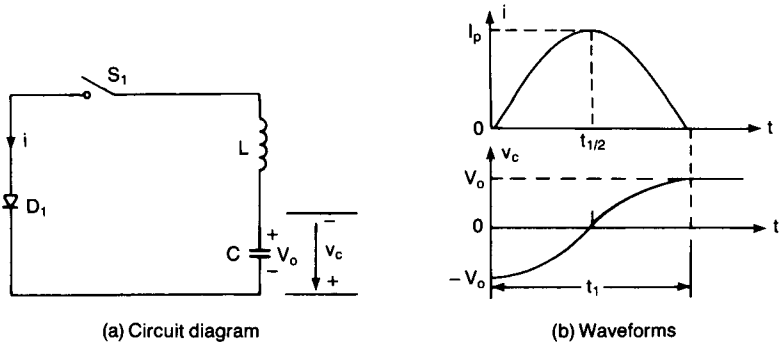 S1
i
D1
L
C
+
−
Vo
−
vc
+
(a) Circuit diagram
i
Ip
0
t1/2
t
vc
Vo
0
t
−Vo
t1
(b) Waveforms